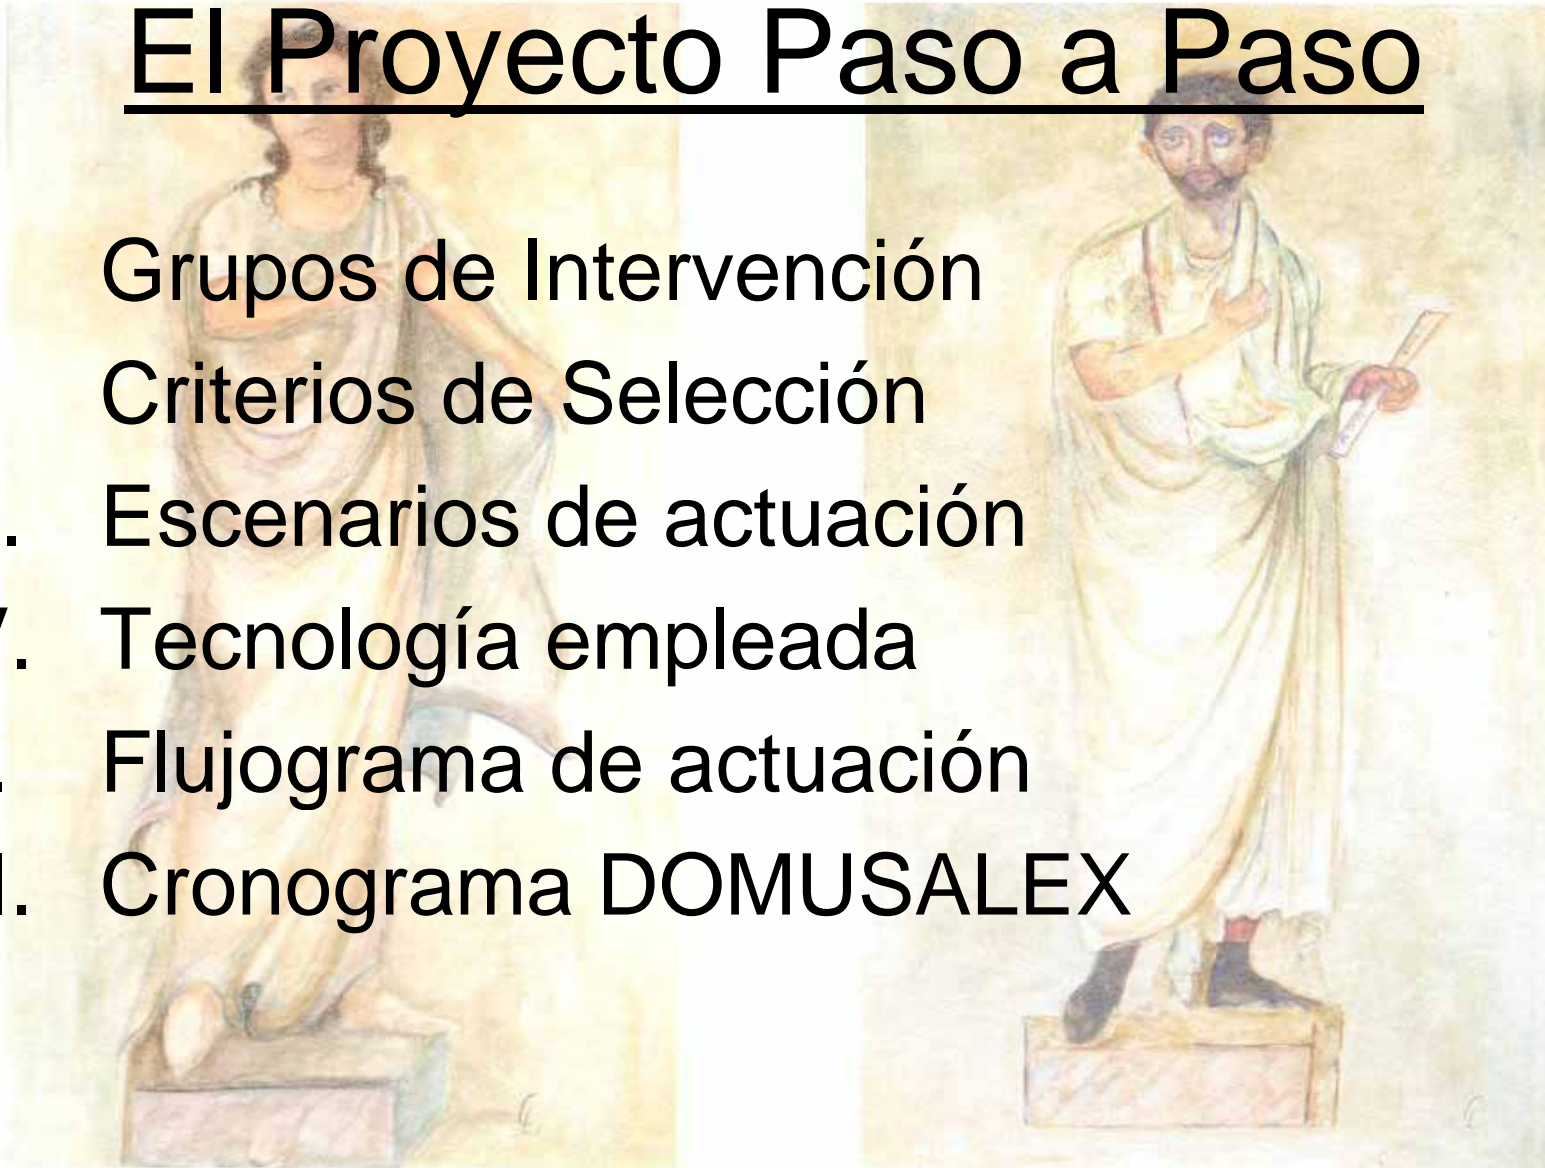 El Proyecto Paso a Paso
Grupos de Intervención
Criterios de Selección
. Escenarios de actuación
. Tecnología empleada
. Flujograma de actuación
I. Cronograma DOMUSALEX